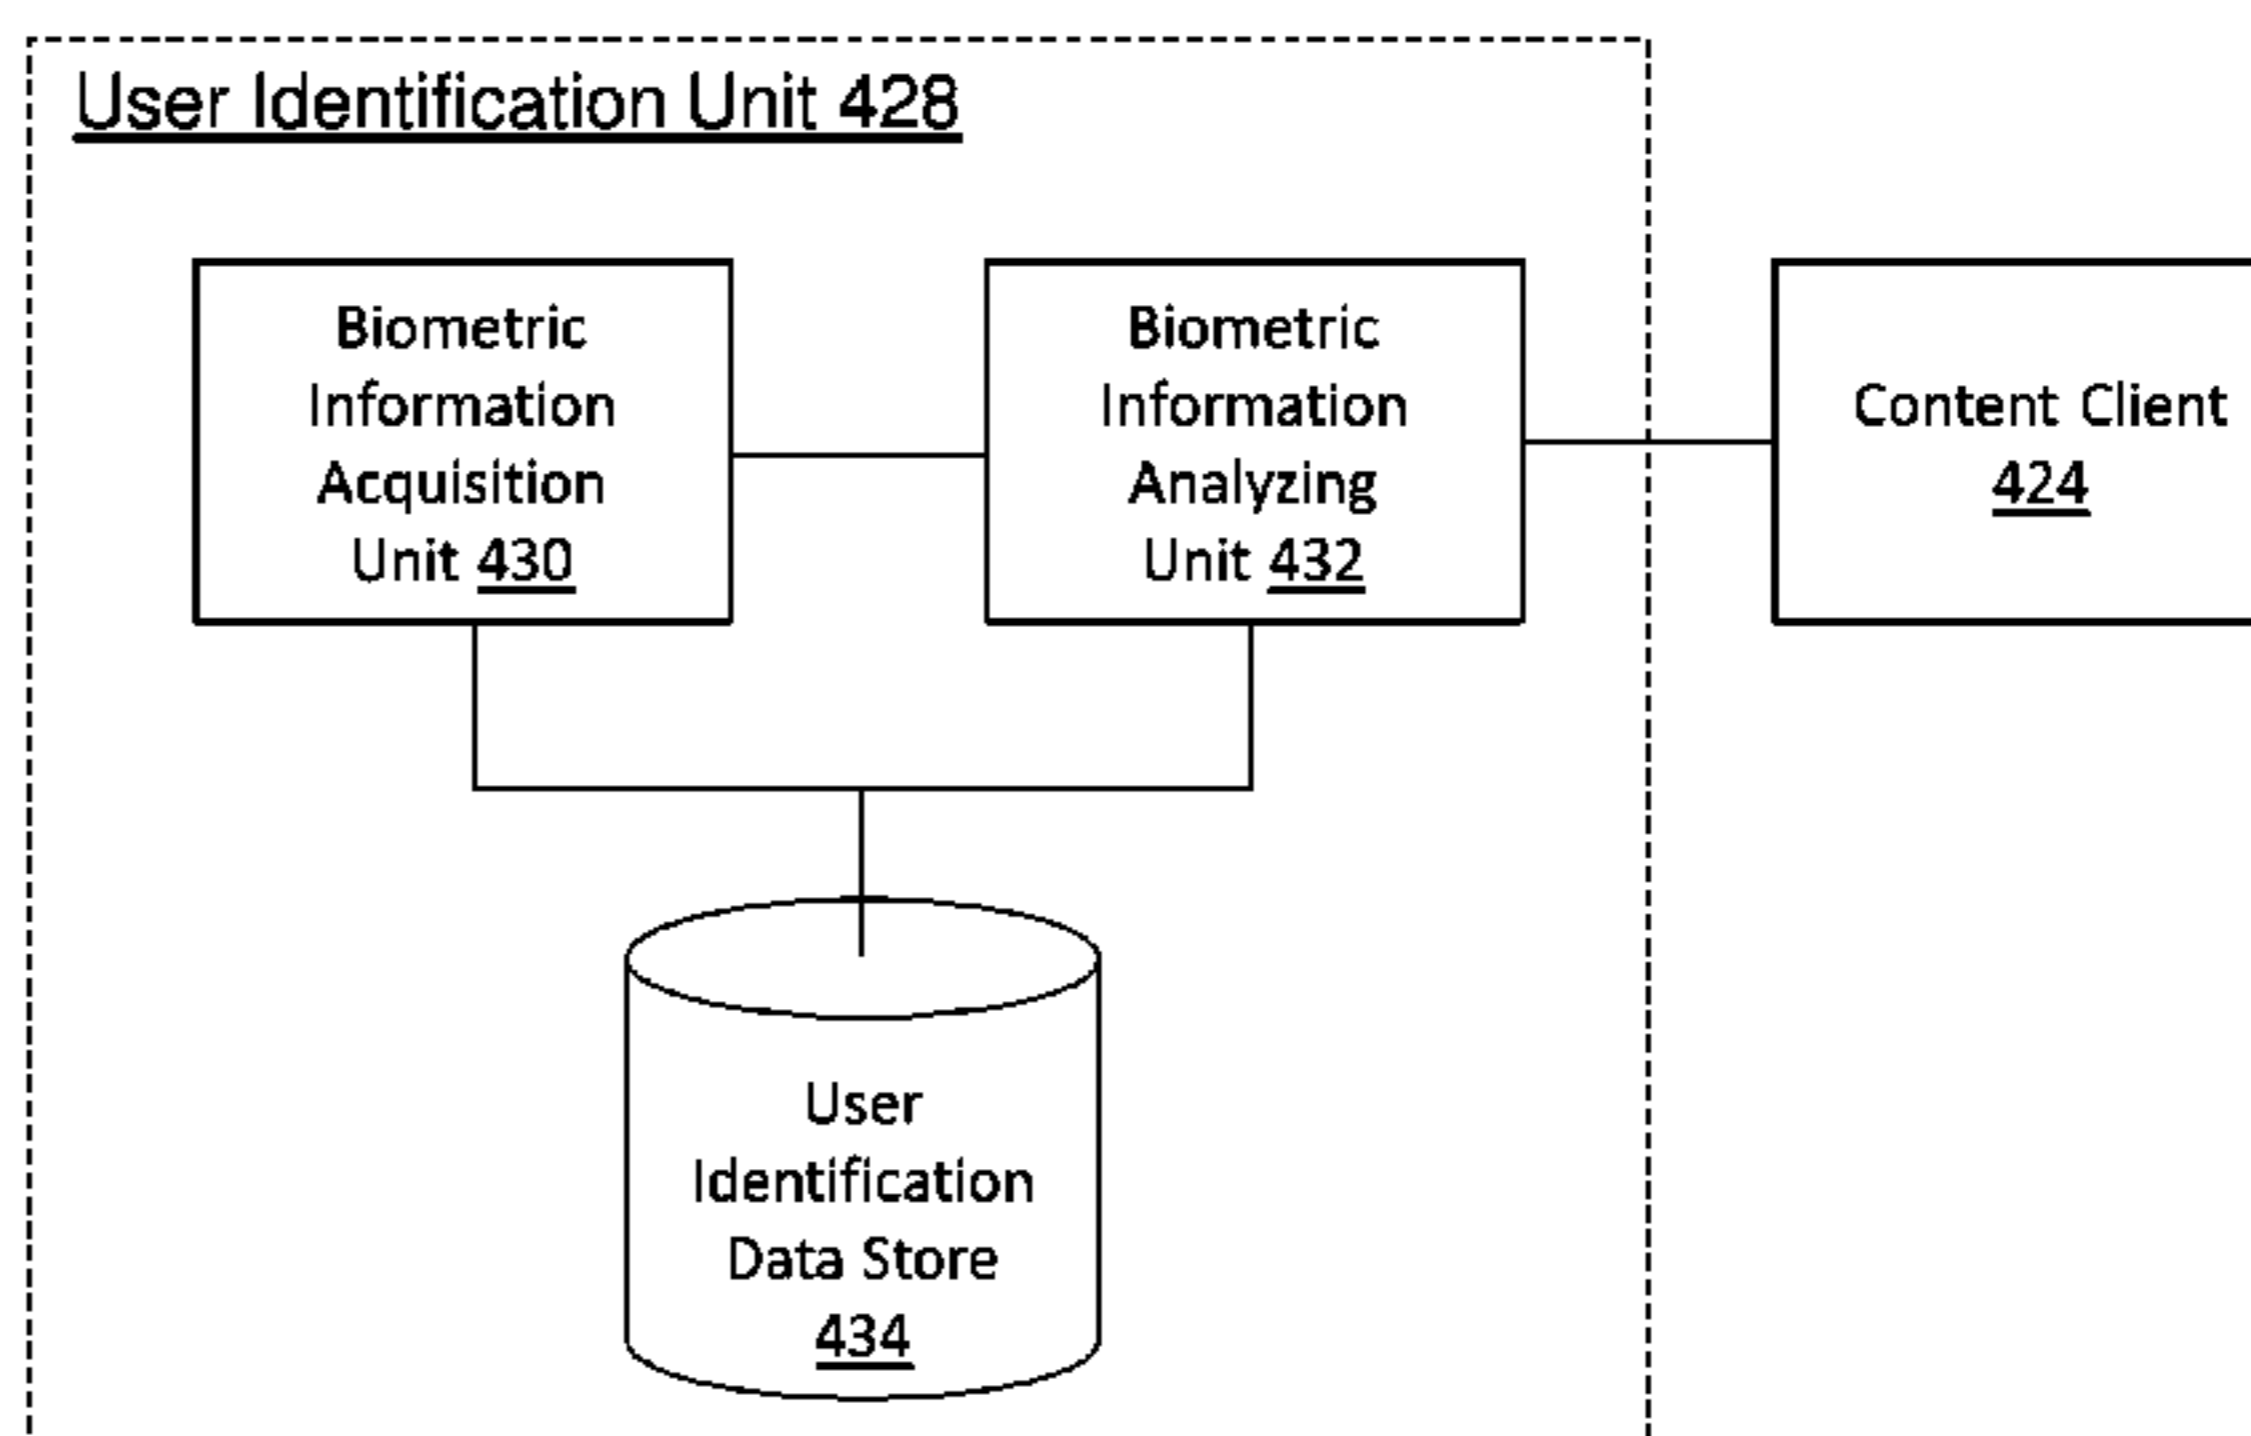 User Identification Unit 428
Biometric
Information
Acquisition
Unit 430
Biometric
Information
Analyzing
Unit 432
Content Client
424
User
Identification
Data Store
434